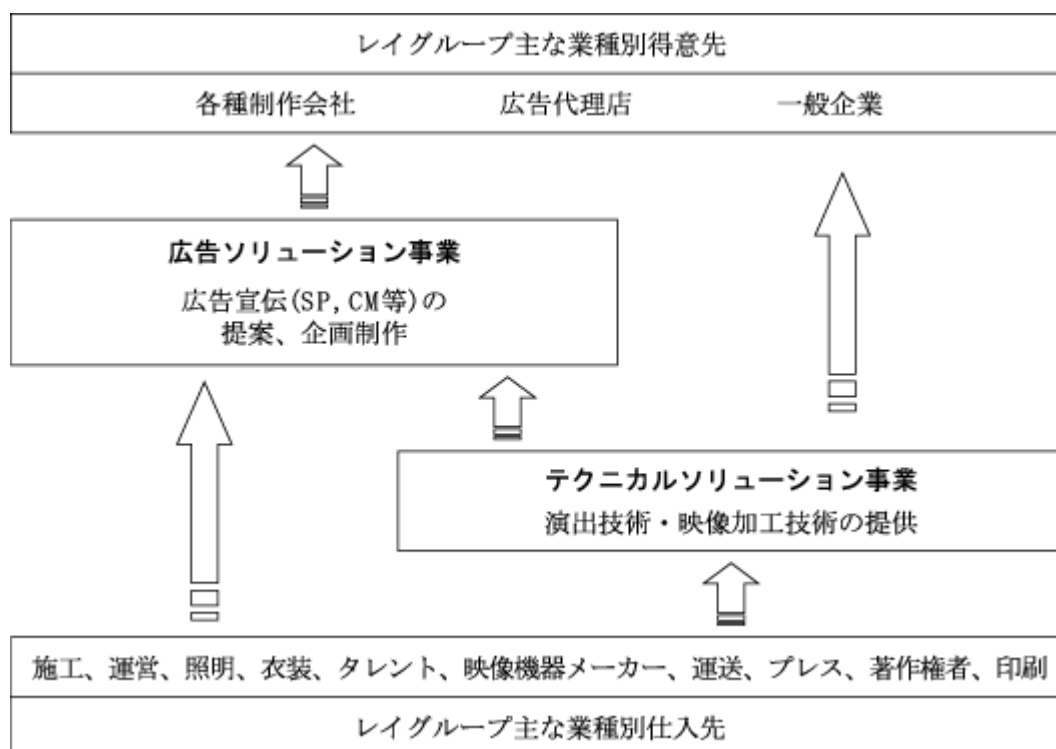 レイグループ主な業種別得意先
各種制作会社 広告代理店 一般企業
広告ソリューション事業
広告宣伝(SP,CM等)の
提案、企画制作
テクニカルソリューション事業
演出技術・映像加工技術の提供
施工、運営、照明、衣装、タレント、映像機器メーカー、運送、プレス、著作権者、印刷
レイグループ主な業種別仕入先